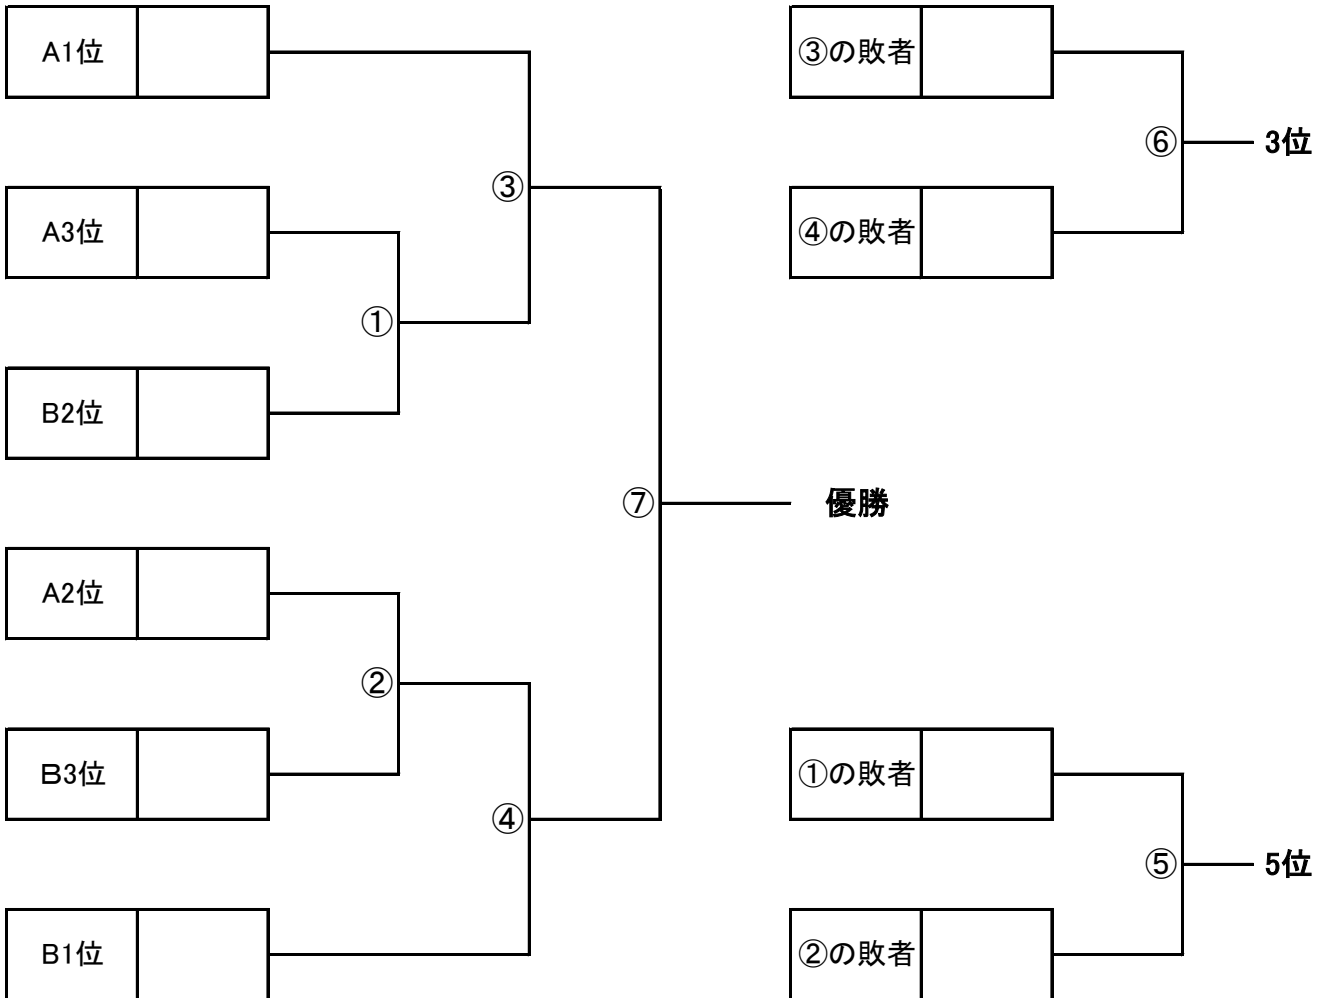 A1位
A3位
B2位
A2位
B3位
B1位
①
②
③
④
⑦
優勝
③の敗者
④の敗者
⑥
3位
①の敗者
②の敗者
⑤
5位